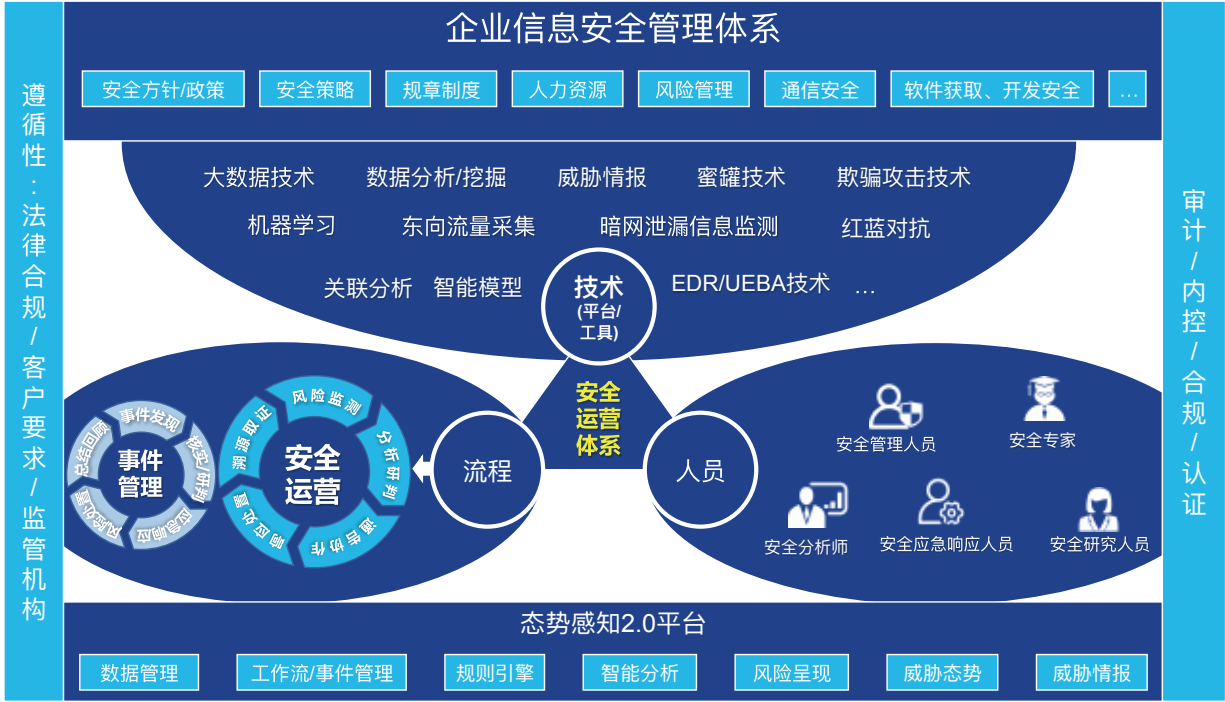 企业信息安全管理体系
安全方针/政策
安全策略
规章制度
人力资源
风险管理
通信安全
软件获取、开发安全
…
遵循性:法律合规/客户要求/监管机构
审计/内控/合规/认证
大数据技术
数据分析/挖掘
威胁情报
蜜罐技术
欺骗攻击技术
机器学习
东向流量采集
暗网泄漏信息监测
红蓝对抗
关联分析
智能模型
EDR/UEBA技术
…
技术
(平台/
工具)
安全
运营
体系
流程
人员
事件
管理
事件发现
核实/研判
应急响应
风险处置
总结回顾
安全
运营
风险监测
分析研判
通告协作
响应处置
溯源取证
安全管理人员
安全专家
安全分析师
安全应急响应人员
安全研究人员
态势感知2.0平台
数据管理
工作流/事件管理
规则引擎
智能分析
风险呈现
威胁态势
威胁情报